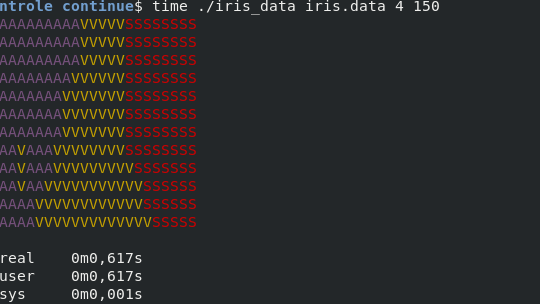 ntrole continue$ time ./iris_data iris.data 4 150
AAAAAAAAAVVVVVSSSSSSSS
AAAAAAAAAVVVVVSSSSSSSS
AAAAAAAAAVVVVVSSSSSSSS
AAAAAAAAVVVVVVSSSSSSSS
AAAAAAAVVVVVVVSSSSSSSS
AAAAAAAVVVVVVVSSSSSSSS
AAAAAAAVVVVVVVSSSSSSSS
AAVAAAVVVVVVVVSSSSSSSS
AAVAAAVVVVVVVVVSSSSSSS
AAVAAVVVVVVVVVVVSSSSSS
AAAAVVVVVVVVVVVVSSSSSS
AAAAVVVVVVVVVVVVVSSSSS
real 0m0,617s
user 0m0,617s
sys 0m0,001s